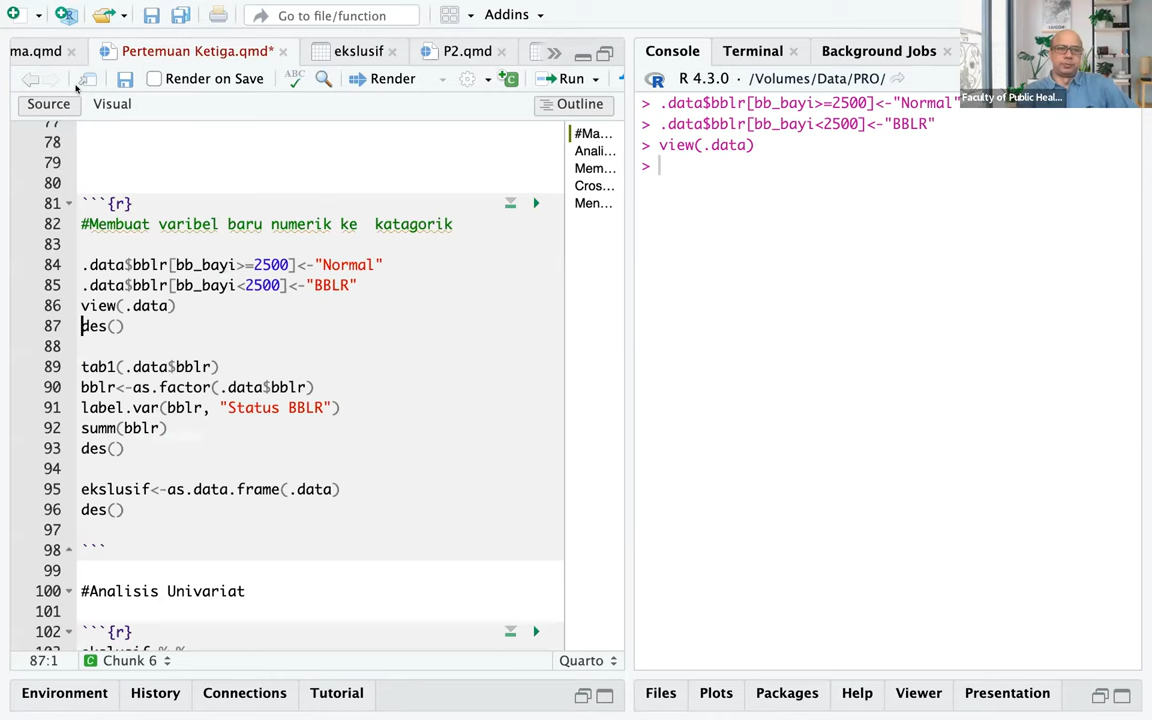 Go to file/function
Addins
ma.qmd
Pertemuan Ketiga.qmd*
ekslusif
P2.qmd
Render on Save
ABC
Render
Run
Source
Visual
Outline
77
78
79
80
81 ```{r}
82 #Membuat varibel baru numerik ke  katagorik
83
84 .data$bblr[bb_bayi>=2500]<-"Normal"
85 .data$bblr[bb_bayi<2500]<-"BBLR"
86 view(.data)
87 des()
88
89 tab1(.data$bblr)
90 bblr<-as.factor(.data$bblr)
91 label.var(bblr, "Status BBLR")
92 summ(bblr)
93 des()
94
95 ekslusif<-as.data.frame(.data)
96 des()
97
98 ```
99
100 #Analisis Univariat
101
102 ```{r}
#Ma...
Anali...
Mem...
Cros...
Men...
87:1
Chunk 6
Quarto
Environment
History
Connections
Tutorial
Console
Terminal
Background Jobs
R 4.3.0 · /Volumes/Data/PRO/
> .data$bblr[bb_bayi>=2500]<-"Normal"
> .data$bblr[bb_bayi<2500]<-"BBLR"
> view(.data)
>
Faculty of Public Heal...
Files
Plots
Packages
Help
Viewer
Presentation